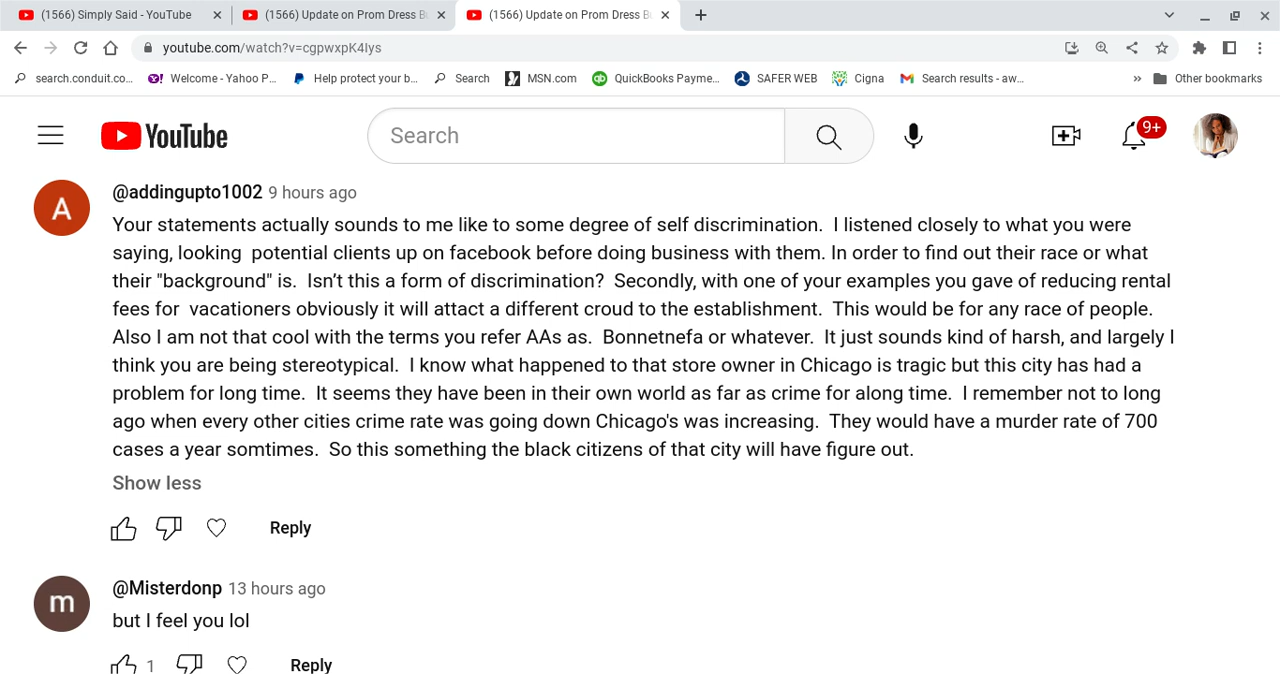 (1566) Simply Said - YouTube
(1566) Update on Prom Dress B
(1566) Update on Prom Dress B
youtube.com/watch?v=cgpwxpK4Iys
search.conduit.co... Welcome - Yahoo P... Help protect your b... Search MSN.com QuickBooks Payme... SAFER WEB Cigna Search results - aw... » Other bookmarks
YouTube
Search
9+
A
@addingupto1002 9 hours ago
Your statements actually sounds to me like to some degree of self discrimination.  I listened closely to what you were
saying, looking  potential clients up on facebook before doing business with them. In order to find out their race or what
their "background" is.  Isn’t this a form of discrimination?  Secondly, with one of your examples you gave of reducing rental
fees for  vacationers obviously it will attact a different croud to the establishment.  This would be for any race of people.
Also I am not that cool with the terms you refer AAs as.  Bonnetnefa or whatever.  It just sounds kind of harsh, and largely I
think you are being stereotypical.  I know what happened to that store owner in Chicago is tragic but this city has had a
problem for long time.  It seems they have been in their own world as far as crime for along time.  I remember not to long
ago when every other cities crime rate was going down Chicago's was increasing.  They would have a murder rate of 700
cases a year somtimes.  So this something the black citizens of that city will have figure out.
Show less
Reply
m
@Misterdonp 13 hours ago
but I feel you lol
1 Reply